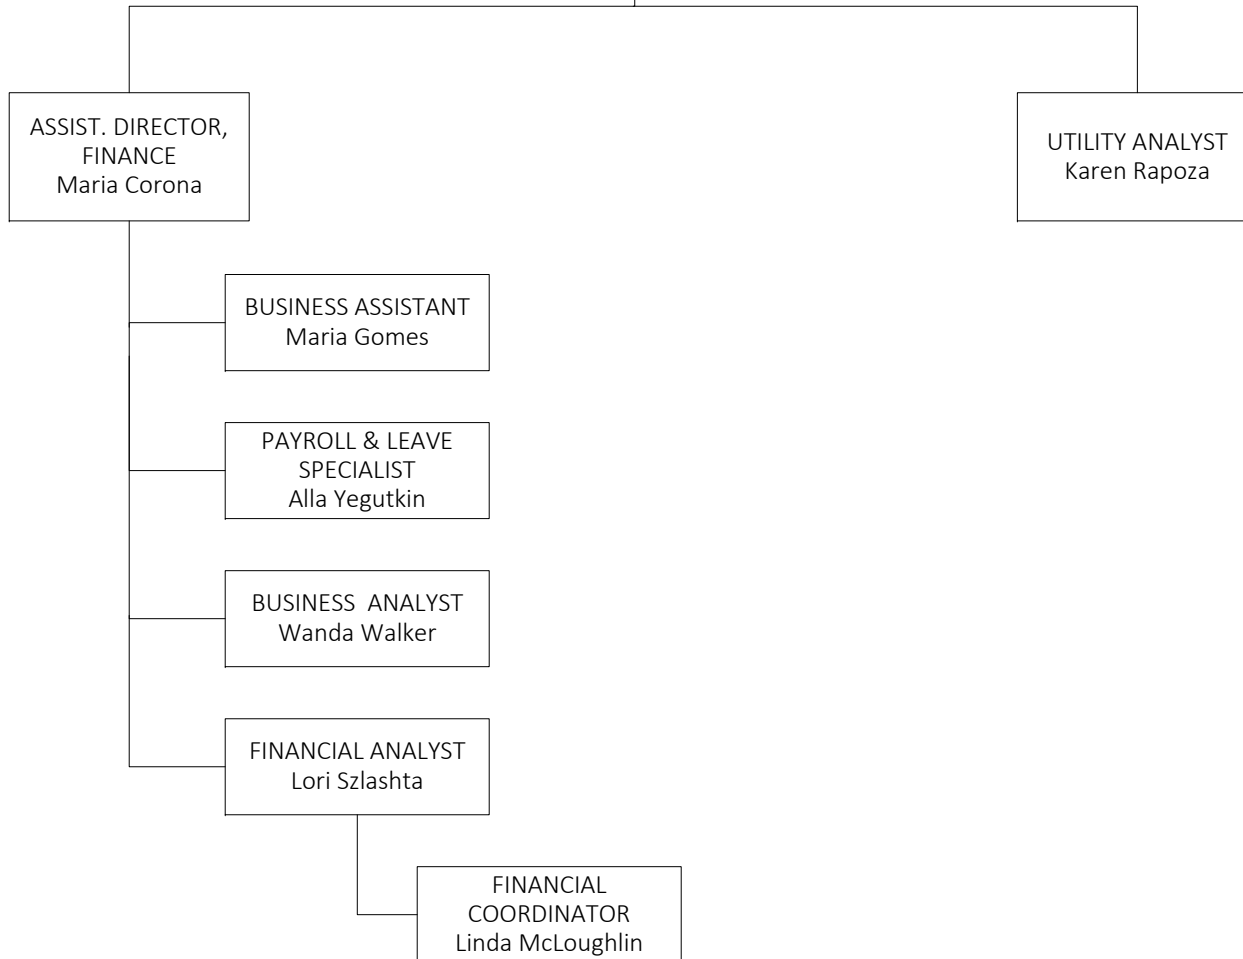 ASSIST. DIRECTOR,
FINANCE
Maria Corona
UTILITY ANALYST
Karen Rapoza
BUSINESS ASSISTANT
Maria Gomes
PAYROLL & LEAVE
SPECIALIST
Alla Yegutkin
BUSINESS  ANALYST
Wanda Walker
FINANCIAL ANALYST
Lori Szlashta
FINANCIAL
COORDINATOR
Linda McLoughlin